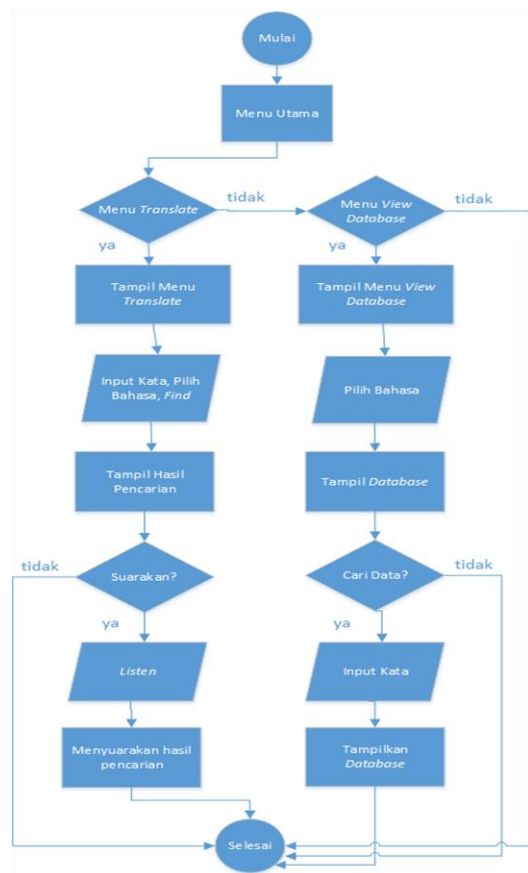 Mulai
Menu Utama
Menu Translate
tidak
Menu View
Database
tidak
ya
ya
Tampil Menu
Translate
Tampil Menu View
Database
Input Kata, Pilih
Bahasa, Find
Pilih Bahasa
Tampil Hasil
Pencarian
Tampil Database
tidak
Suarakan?
Cari Data?
tidak
ya
ya
Listen
Input Kata
Menyuarakan hasil
pencarian
Tampilkan
Database
Selesai